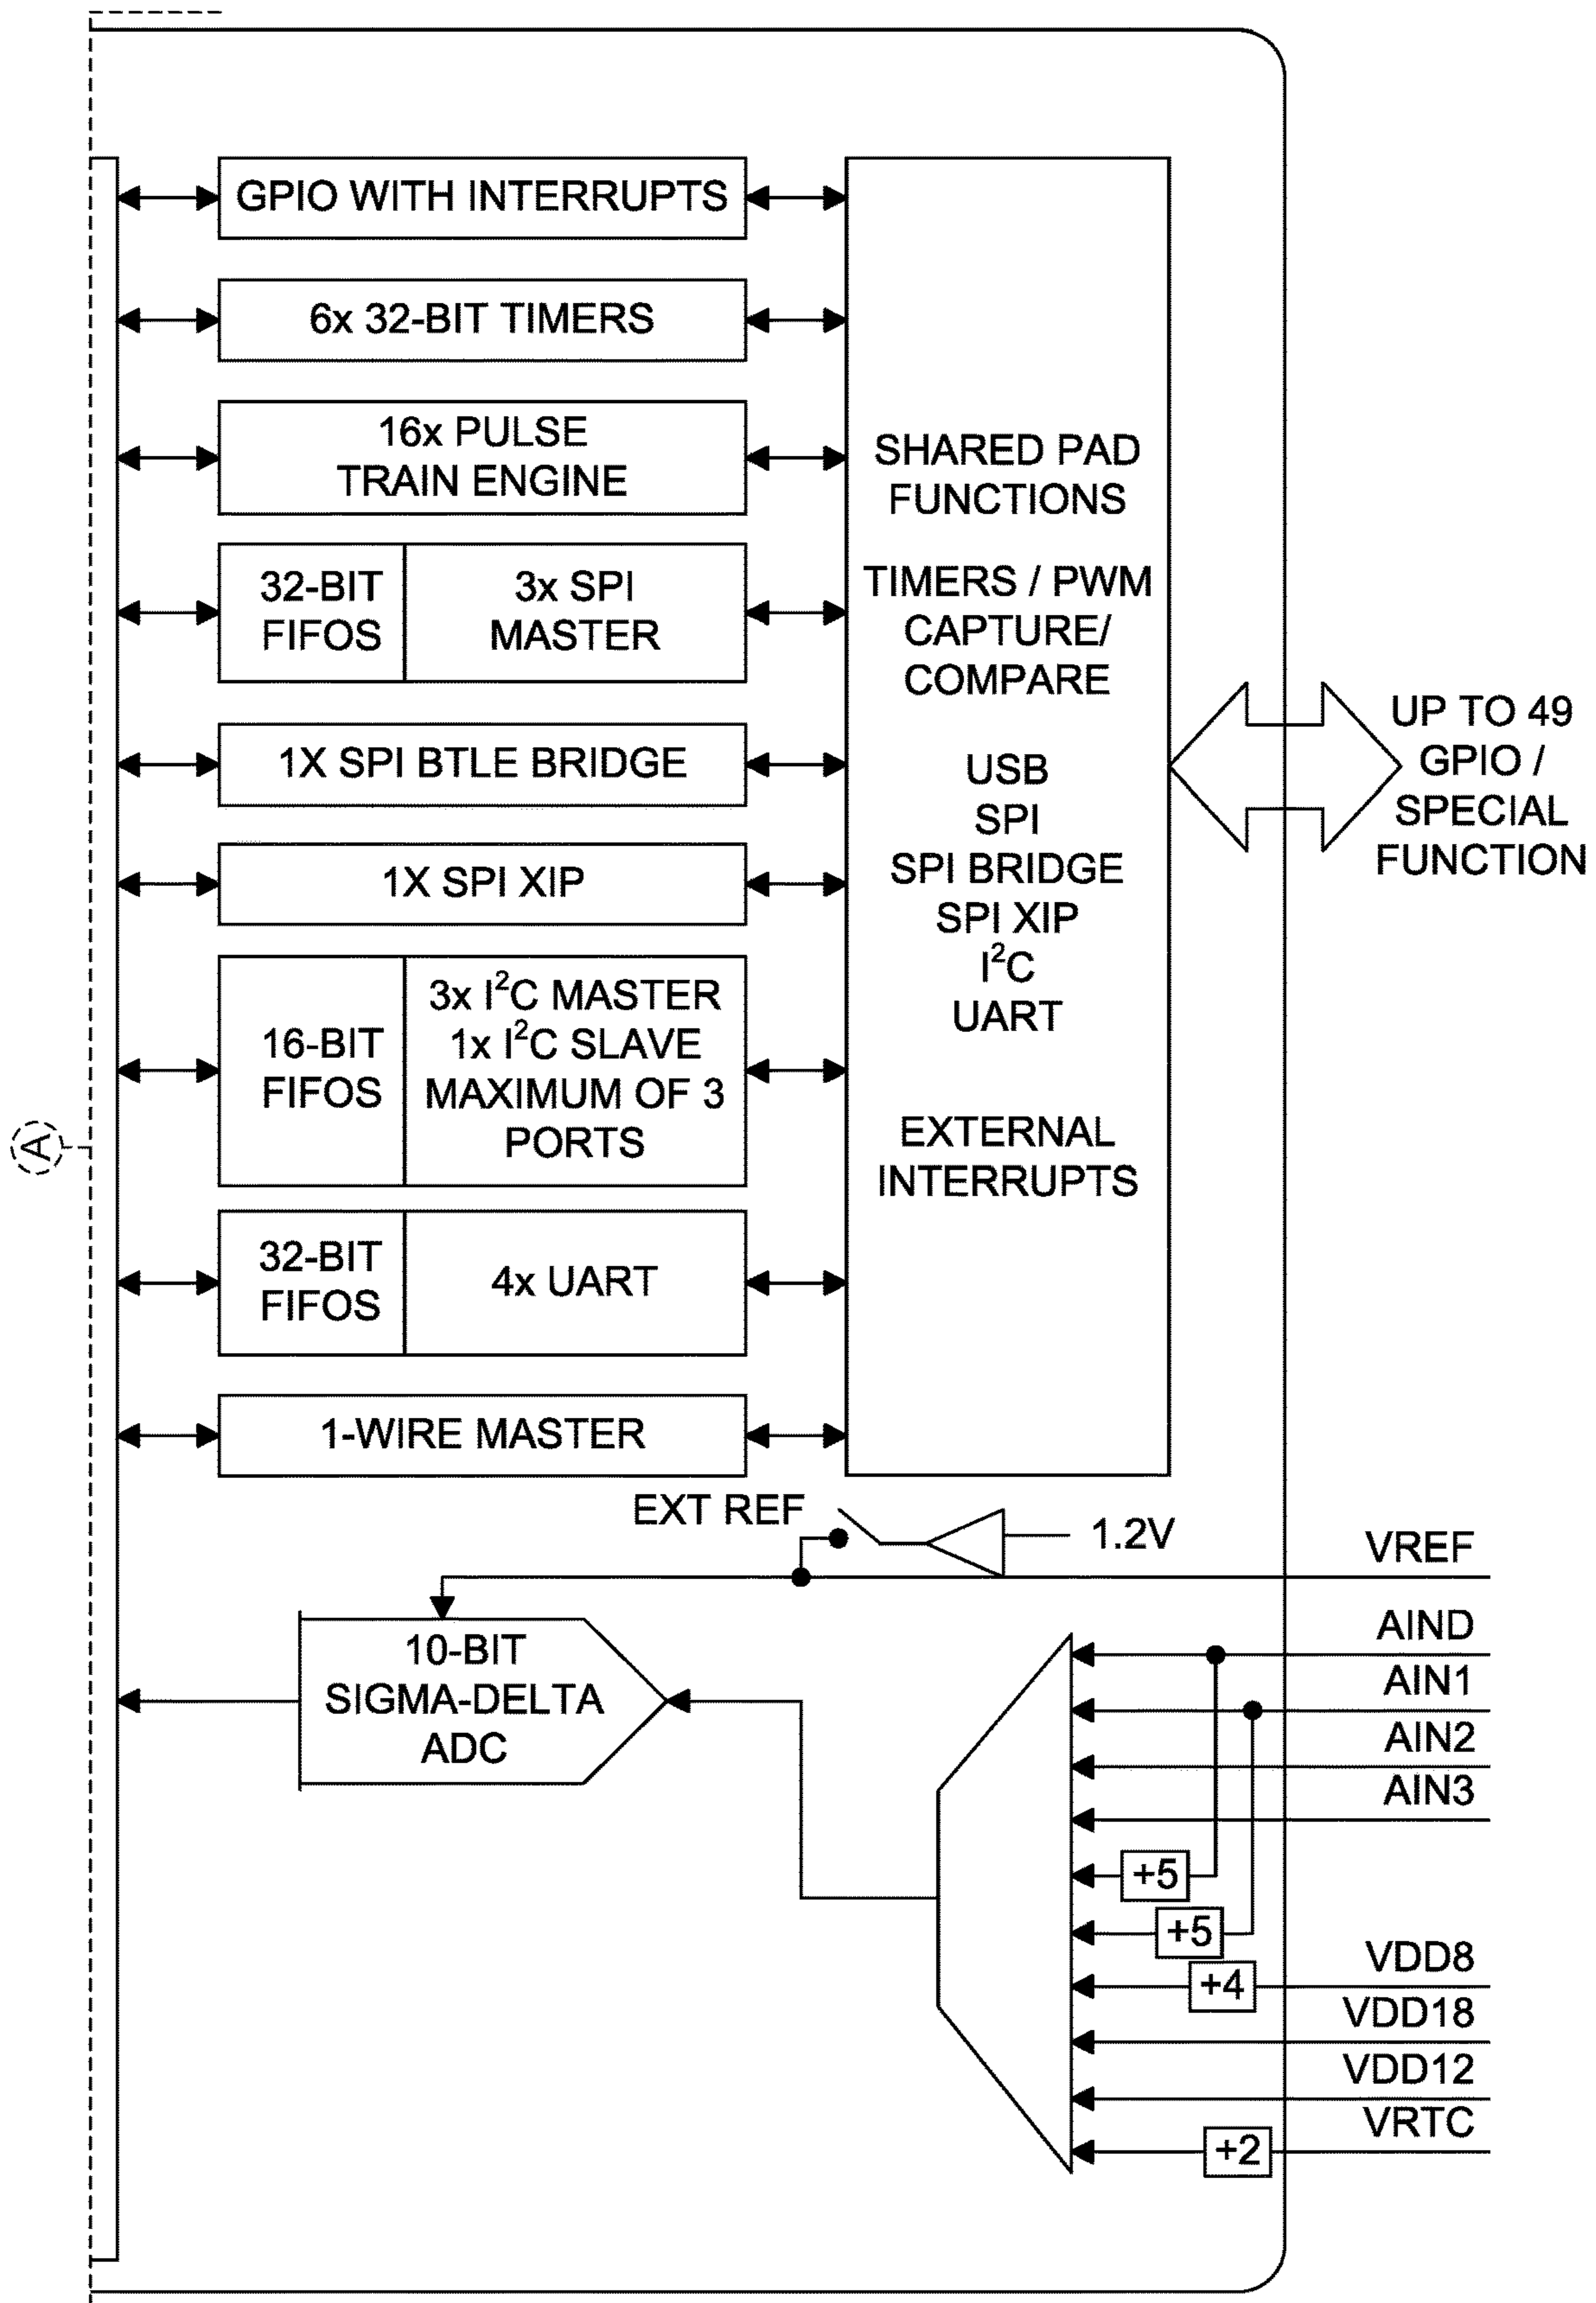 GPIO WITH INTERRUPTS
6x 32-BIT TIMERS
16x PULSE
TRAIN ENGINE
32-BIT
FIFOS
3x SPI
MASTER
1X SPI BTLE BRIDGE
1X SPI XIP
16-BIT
FIFOS
3x I²C MASTER
1x I²C SLAVE
MAXIMUM OF 3
PORTS
32-BIT
FIFOS
4x UART
1-WIRE MASTER
SHARED PAD
FUNCTIONS
TIMERS / PWM
CAPTURE/
COMPARE
USB
SPI
SPI BRIDGE
SPI XIP
I²C
UART
EXTERNAL
INTERRUPTS
UP TO 49
GPIO /
SPECIAL
FUNCTION
A
EXT REF
1.2V
VREF
10-BIT
SIGMA-DELTA
ADC
AIND
AIN1
AIN2
AIN3
+5
+5
+4
VDD8
VDD18
VDD12
VRTC
+2